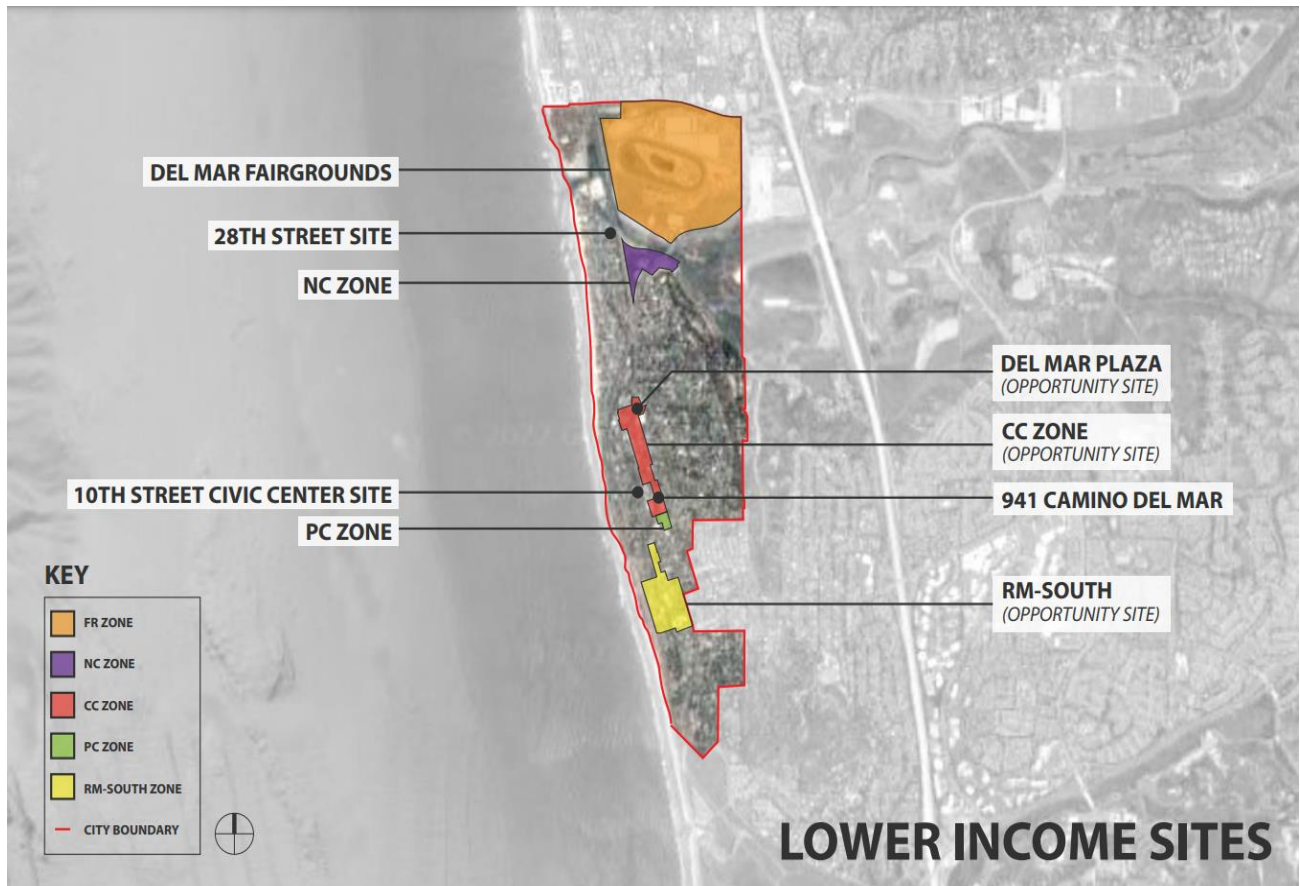 DEL MAR FAIRGROUNDS
28TH STREET SITE
NC ZONE
DEL MAR PLAZA
(OPPORTUNITY SITE)
CC ZONE
(OPPORTUNITY SITE)
10TH STREET CIVIC CENTER SITE
941 CAMINO DEL MAR
PC ZONE
RM-SOUTH
(OPPORTUNITY SITE)
KEY
FR ZONE
NC ZONE
CC ZONE
PC ZONE
RM-SOUTH ZONE
CITY BOUNDARY
LOWER INCOME SITES